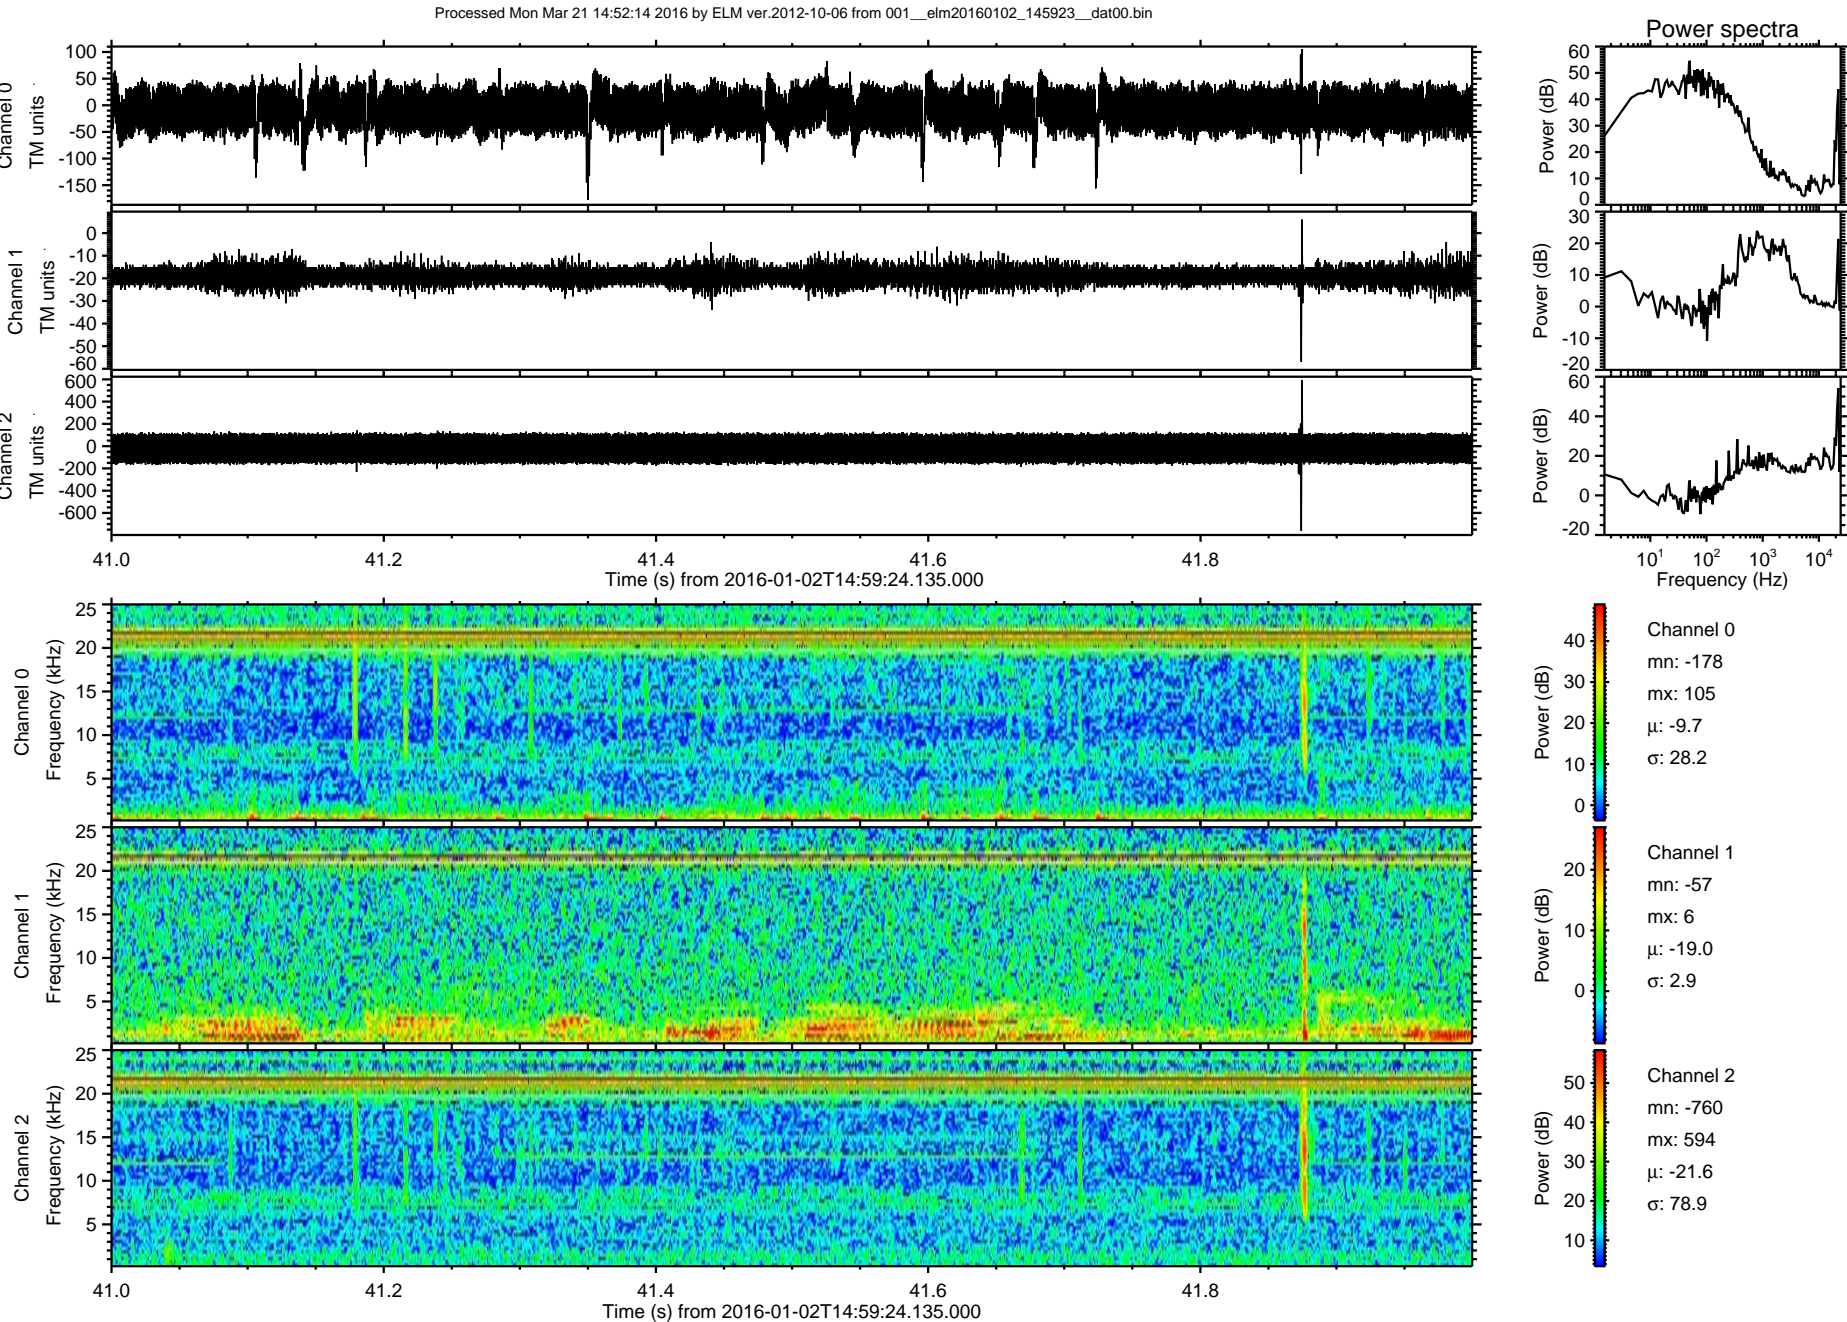 Processed Mon Mar 21 14:52:14 2016 by ELM ver.2012-10-06 from 001__elm20160102_145923__dat00.bin
Power spectra
Channel 0
TM units
100
50
0
-50
-100
-150
Power (dB)
60
50
40
30
20
10
0
Channel 1
TM units
0
-10
-20
-30
-40
-50
-60
Power (dB)
30
20
10
0
-10
-20
Channel 2
TM units
600
400
200
0
-200
-400
-600
Power (dB)
60
40
20
0
-20
41.0 41.2 41.4 41.6 41.8
Time (s) from 2016-01-02T14:59:24.135.000
10¹ 10² 10³ 10⁴
Frequency (Hz)
Channel 0
Frequency (kHz)
25
20
15
10
5
Power (dB)
40
30
20
10
0
Channel 0
mn: -178
mx: 105
μ: -9.7
σ: 28.2
Channel 1
Frequency (kHz)
25
20
15
10
5
Power (dB)
20
10
0
Channel 1
mn: -57
mx: 6
μ: -19.0
σ: 2.9
Channel 2
Frequency (kHz)
25
20
15
10
5
Power (dB)
50
40
30
20
10
Channel 2
mn: -760
mx: 594
μ: -21.6
σ: 78.9
41.0 41.2 41.4 41.6 41.8
Time (s) from 2016-01-02T14:59:24.135.000